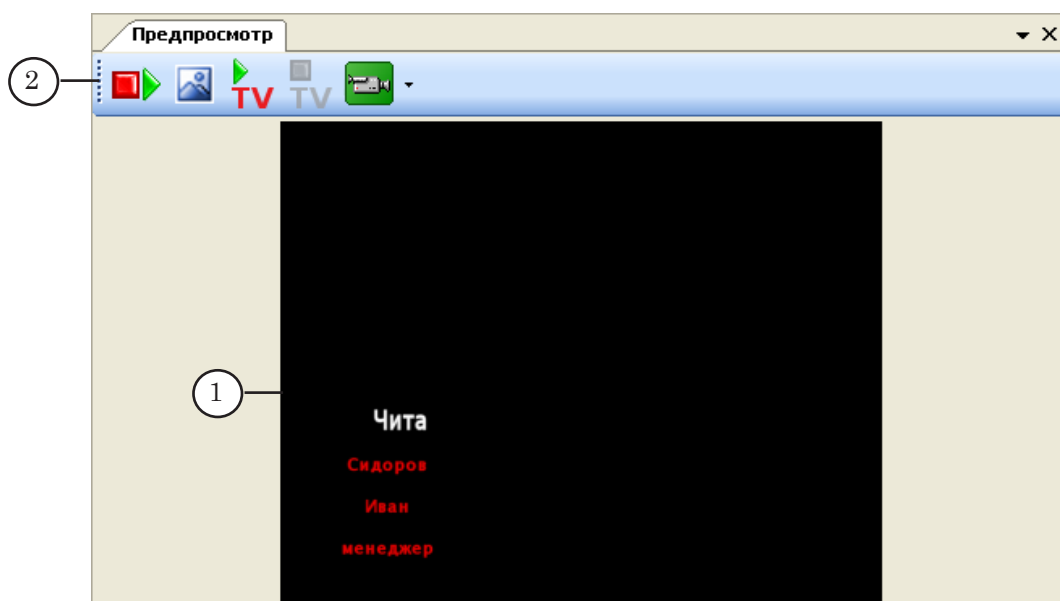 Предпросмотр
2
TV TV
1
Чита
Сидоров
Иван
менеджер